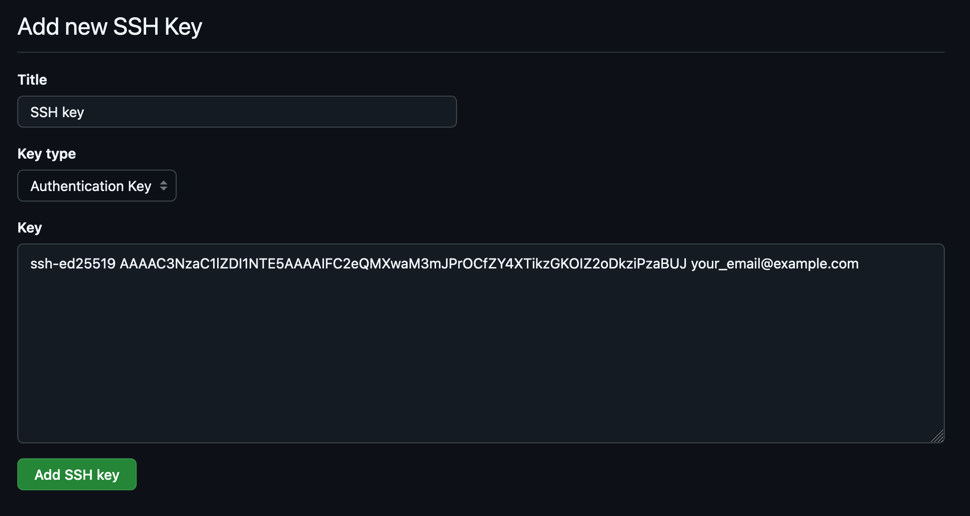 Add new SSH Key
Title
SSH key
Key type
Authentication Key
Key
ssh-ed25519 AAAAC3NzaC1lZDI1NTE5AAAAIFC2eQMXwaM3mJPrOCfZY4XTikzGKOIZ2oDkziPzaBUJ your_email@example.com
Add SSH key